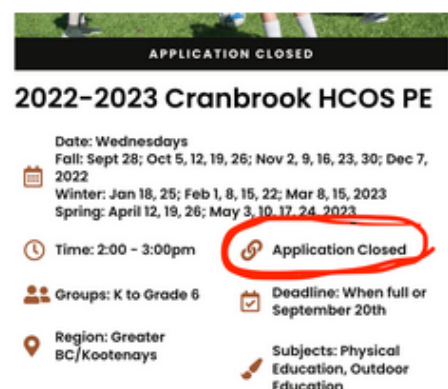 APPLICATION CLOSED
2022-2023 Cranbrook HCOS PE
Date: Wednesdays
Fall: Sept 28; Oct 5, 12, 19, 26; Nov 2, 9, 16, 23, 30; Dec 7,
2022
Winter: Jan 18, 25; Feb 1, 8, 15, 22; Mar 8, 15, 2023
Spring: April 12, 19, 26; May 3, 10, 17, 24, 2023
Time: 2:00 - 3:00pm
Application Closed
Groups: K to Grade 6
Deadline: When full or
September 20th
Region: Greater
BC/Kootenays
Subjects: Physical
Education, Outdoor
Education